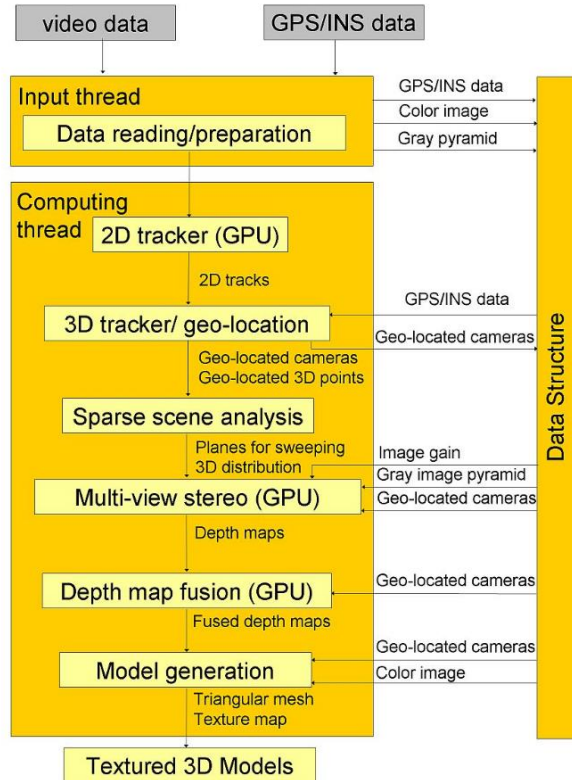 video data
GPS/INS data
Input thread
Data reading/preparation
GPS/INS data
Color image
Gray pyramid
Computing
thread
2D tracker (GPU)
2D tracks
GPS/INS data
3D tracker/ geo-location
Geo-located cameras
Geo-located cameras
Geo-located 3D points
Sparse scene analysis
Planes for sweeping
3D distribution
Image gain
Gray image pyramid
Multi-view stereo (GPU)
Geo-located cameras
Depth maps
Depth map fusion (GPU)
Geo-located cameras
Fused depth maps
Geo-located cameras
Model generation
Color image
Triangular mesh
Texture map
Textured 3D Models
Data Structure